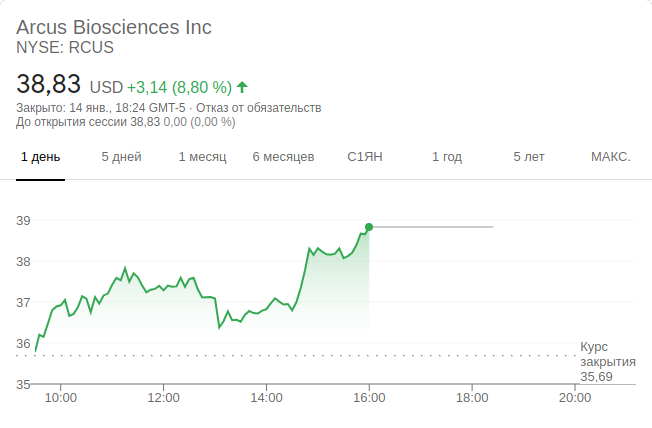 Arcus Biosciences Inc
NYSE: RCUS
38,83 USD +3,14 (8,80 %)
Закрыто: 14 янв., 18:24 GMT-5 · Отказ от обязательств
До открытия сессии 38,83 0,00 (0,00 %)
1 день 5 дней 1 месяц 6 месяцев С1ЯН 1 год 5 лет МАКС.
39
38
37
36
Курс
закрытия
35,69
35
10:00 12:00 14:00 16:00 18:00 20:00